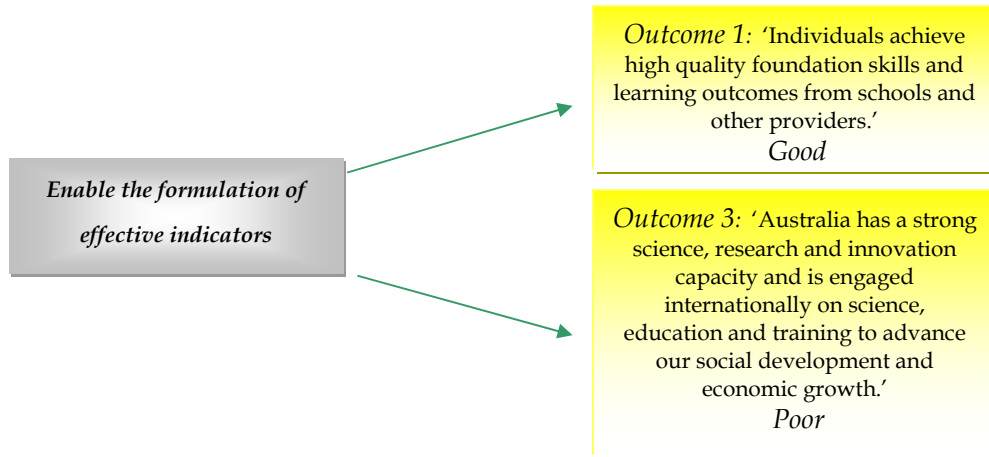 Enable the formulation of
effective indicators
Outcome 1: ‘Individuals achieve
high quality foundation skills and
learning outcomes from schools and
other providers.’
Good
Outcome 3: ‘Australia has a strong
science, research and innovation
capacity and is engaged
internationally on science,
education and training to advance
our social development and
economic growth.’
Poor